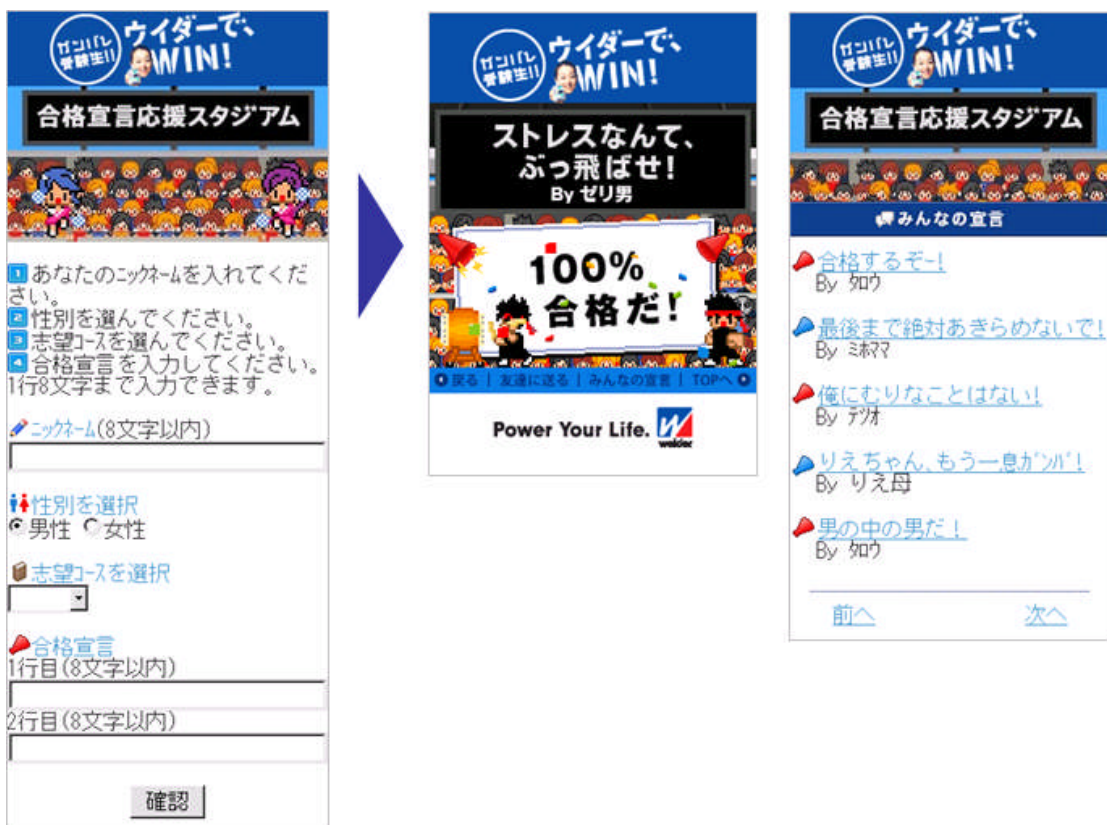 ガンバレ
受験生!!
ウイダーで、
WIN!
合格宣言応援スタジアム
1 あなたのﾆｯｸﾈｰﾑを入れてくだ
さい。
2 性別を選んでください。
3 志望ｺｰｽを選んでください。
4 合格宣言を入力してください。
1行8文字まで入力できます。
ﾆｯｸﾈｰﾑ(8文字以内)
性別を選択
男性 女性
志望ｺｰｽを選択
合格宣言
1行目(8文字以内)
2行目(8文字以内)
確認
ガンバレ
受験生!!
ウイダーで、
WIN!
ストレスなんて、
ぶっ飛ばせ!
By ゼリ男
100%
合格だ!
戻る | 友達に送る | みんなの宣言 | TOPへ
Power Your Life.
weider
ガンバレ
受験生!!
ウイダーで、
WIN!
合格宣言応援スタジアム
みんなの宣言
合格するぞｰ!
By ﾀﾛｳ
最後まで絶対あきらめないで!
By ﾐﾎﾏﾏ
俺にむりなことはない!
By ﾃﾂｵ
りえちゃん、もう一息ｶﾞﾝﾊﾞ!
By りえ母
男の中の男だ!
By ﾀﾛｳ
前へ 次へ